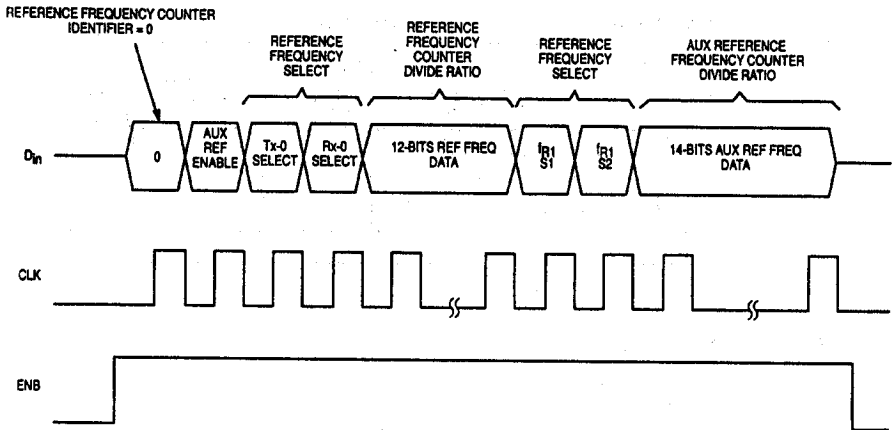 REFERENCE FREQUENCY COUNTER
IDENTIFIER = 0
REFERENCE
FREQUENCY
SELECT
REFERENCE
FREQUENCY
COUNTER
DIVIDE RATIO
REFERENCE
FREQUENCY
SELECT
AUX REFERENCE
FREQUENCY COUNTER
DIVIDE RATIO
Din
0
AUX
REF
ENABLE
Tx-0
SELECT
Rx-0
SELECT
12-BITS REF FREQ
DATA
fR1
S1
fR1
S2
14-BITS AUX REF FREQ
DATA
CLK
ENB